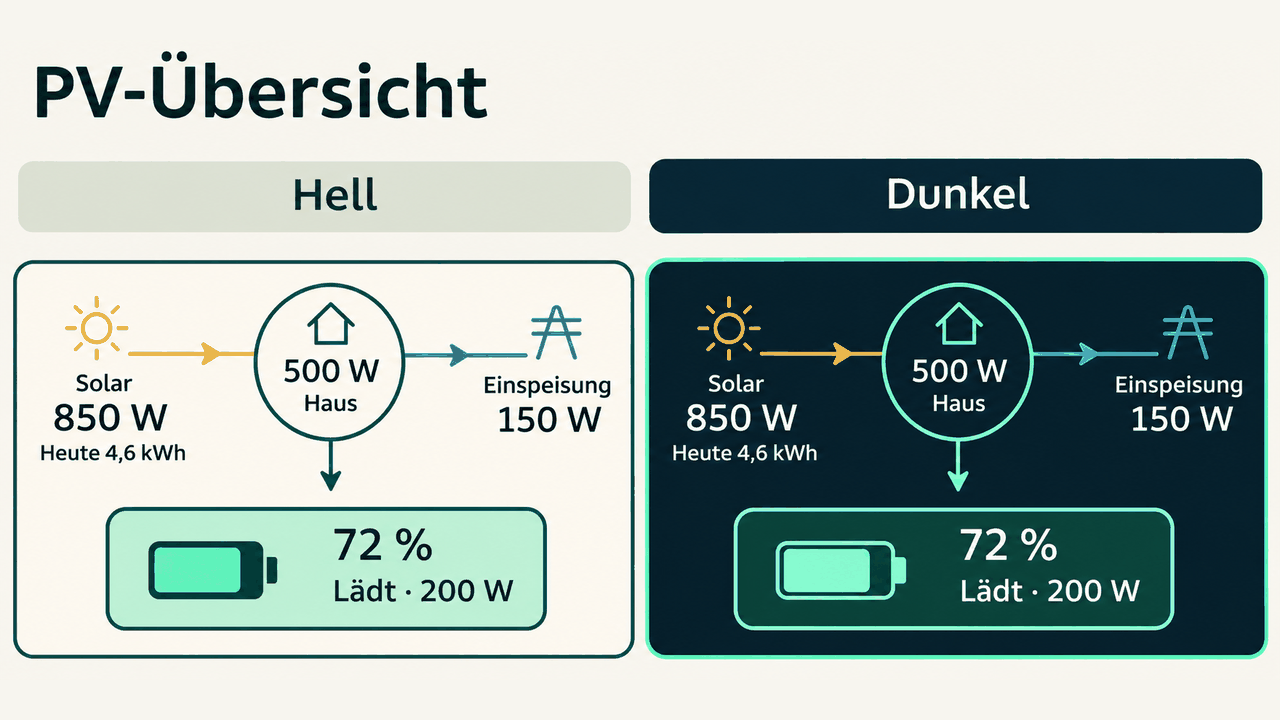 PV-Übersicht
Hell
Solar
850 W
Heute 4,6 kWh
500 W
Haus
Einspeisung
150 W
72 %
Lädt · 200 W
Dunkel
Solar
850 W
Heute 4,6 kWh
500 W
Haus
Einspeisung
150 W
72 %
Lädt · 200 W